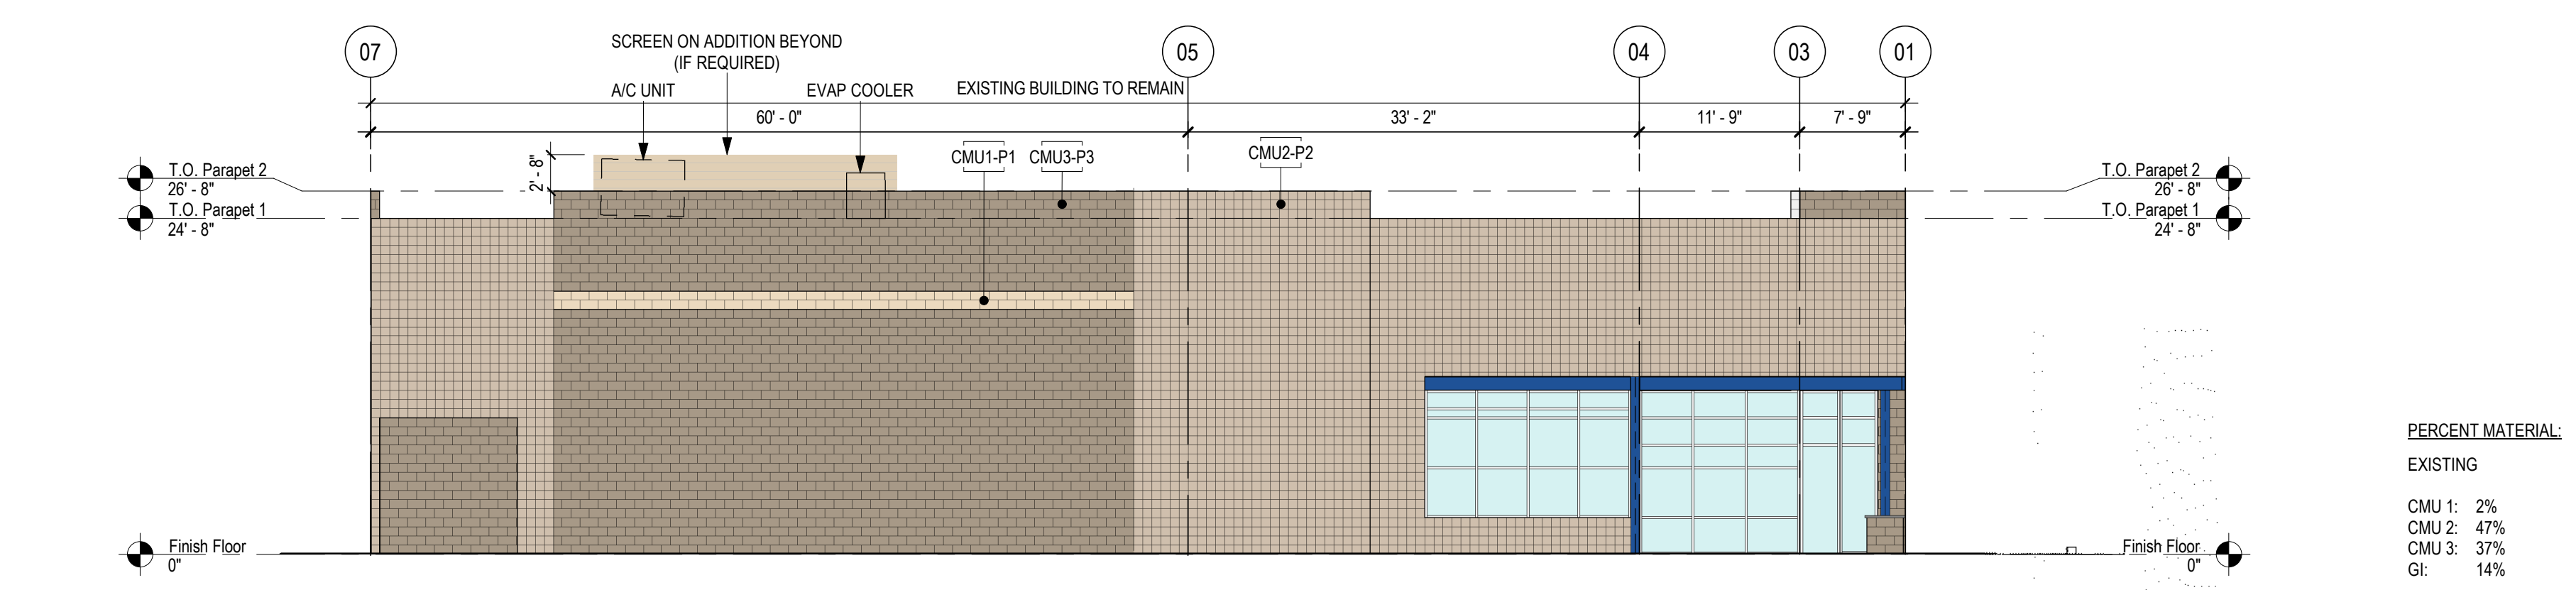 07
05
04
03
01
SCREEN ON ADDITION BEYOND
(IF REQUIRED)
A/C UNIT
EVAP COOLER
EXISTING BUILDING TO REMAIN
60' - 0"
33' - 2"
11' - 9"
7' - 9"
2' - 8"
CMU1-P1
CMU3-P3
CMU2-P2
T.O. Parapet 2
26' - 8"
T.O. Parapet 1
24' - 8"
T.O. Parapet 2
26' - 8"
T.O. Parapet 1
24' - 8"
Finish Floor
0"
Finish Floor
0"
PERCENT MATERIAL:
EXISTING
CMU 1: 2%
CMU 2: 47%
CMU 3: 37%
GI: 14%